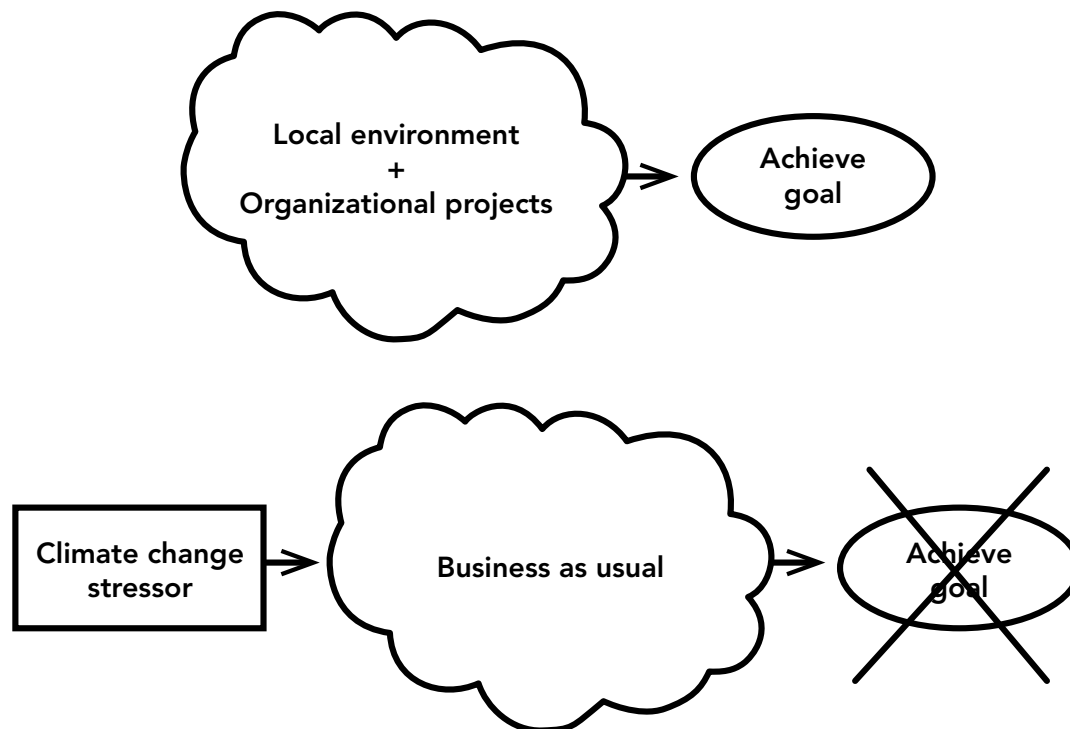 Local environment
+
Organizational projects
Achieve
goal
Climate change
stressor
Business as usual
Achieve
goal